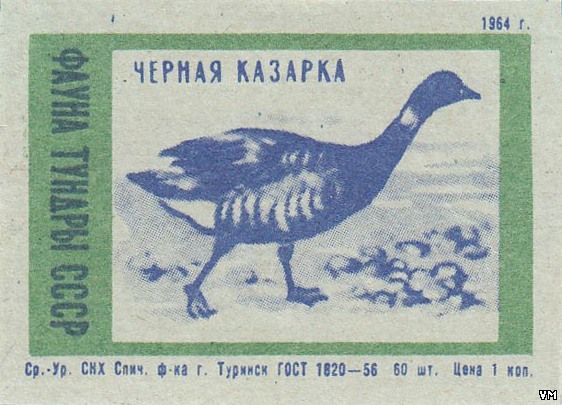 1964 г.
ЧЕРНАЯ КАЗАРКА
ФАУНА ТУНДРЫ СССР
Ср.-Ур. СНХ Спич. ф-ка г. Туринск ГОСТ 1820—56 60 шт. Цена 1 коп.
VM